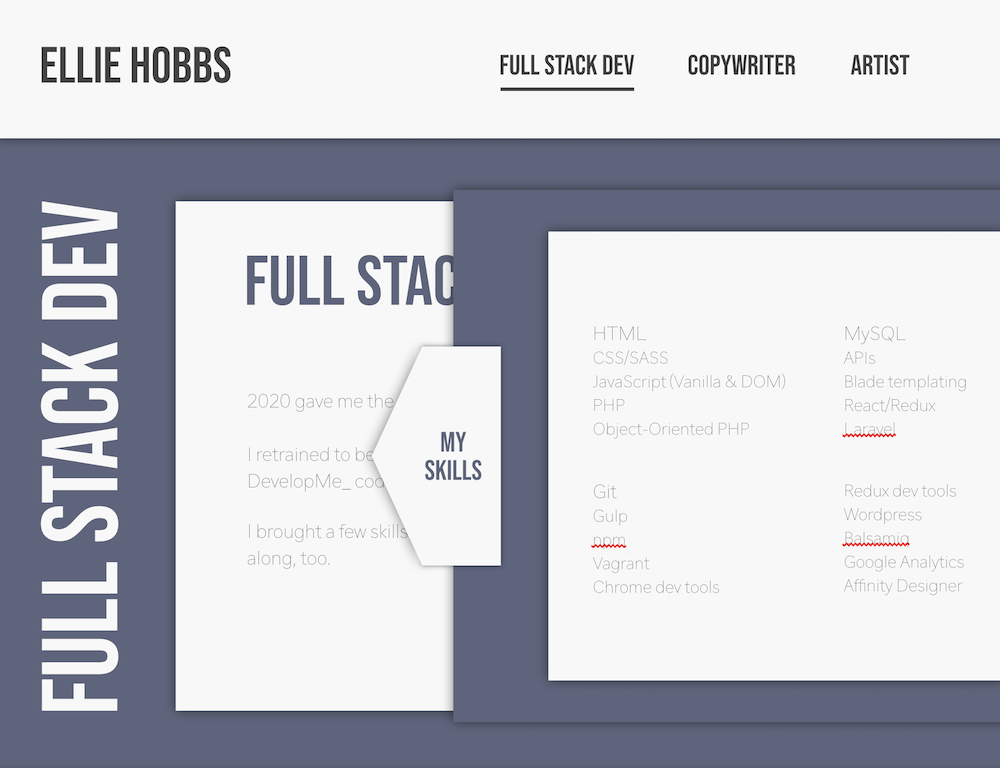 ELLIE HOBBS
FULL STACK DEV
COPYWRITER
ARTIST
FULL STACK DEV
FULL STAC
2020 gave me the
I retrained to be
DevelopMe_ cod
I brought a few skills
along, too.
MY
SKILLS
HTML
CSS/SASS
JavaScript (Vanilla & DOM)
PHP
Object-Oriented PHP
Git
Gulp
npm
Vagrant
Chrome dev tools
MySQL
APIs
Blade templating
React/Redux
Laravel
Redux dev tools
Wordpress
Balsamiq
Google Analytics
Affinity Designer